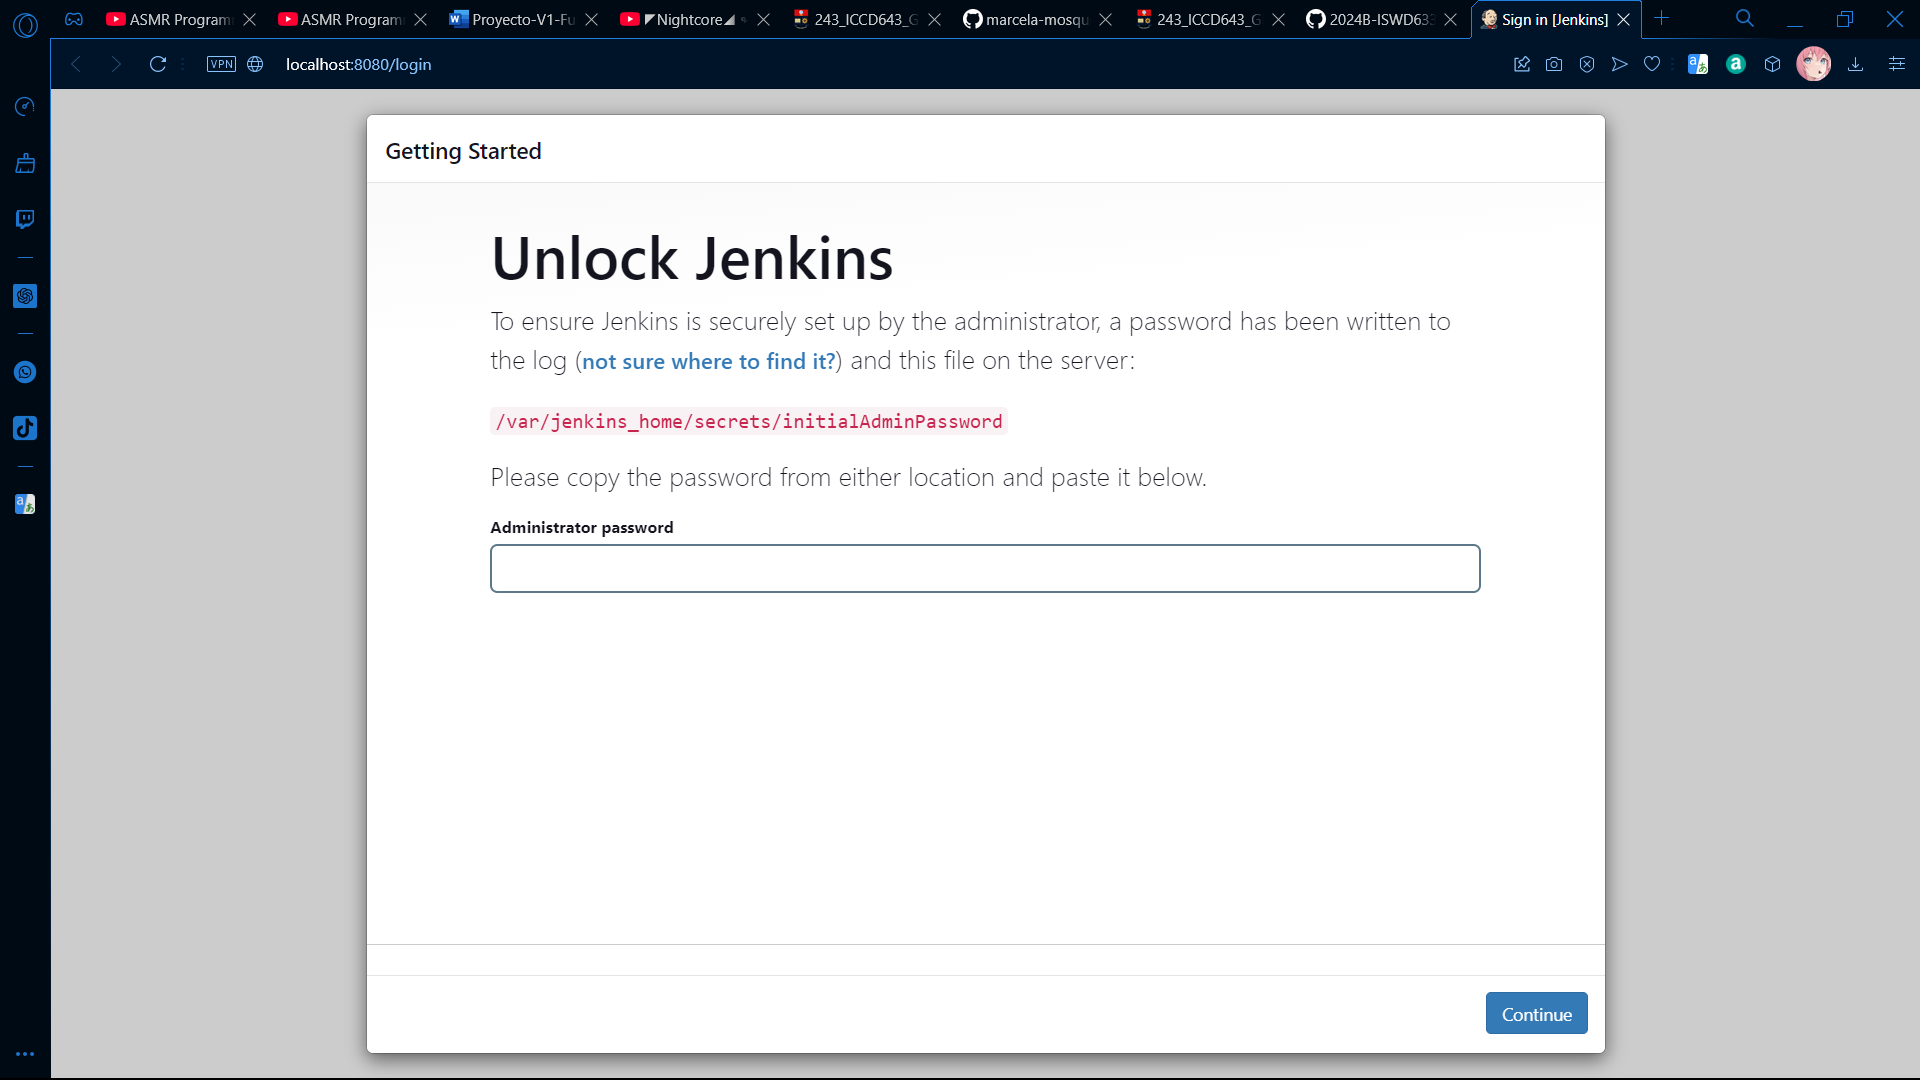 ASMR Program
ASMR Program
Proyecto-V1-Fu
◤Nightcore◢
243_ICCD643_G
marcela-mosqu
243_ICCD643_G
2024B-ISWD633
Sign in [Jenkins]
VPN
localhost:8080/login
Getting Started
Unlock Jenkins
To ensure Jenkins is securely set up by the administrator, a password has been written to
the log (not sure where to find it?) and this file on the server:
/var/jenkins_home/secrets/initialAdminPassword
Please copy the password from either location and paste it below.
Administrator password
Continue